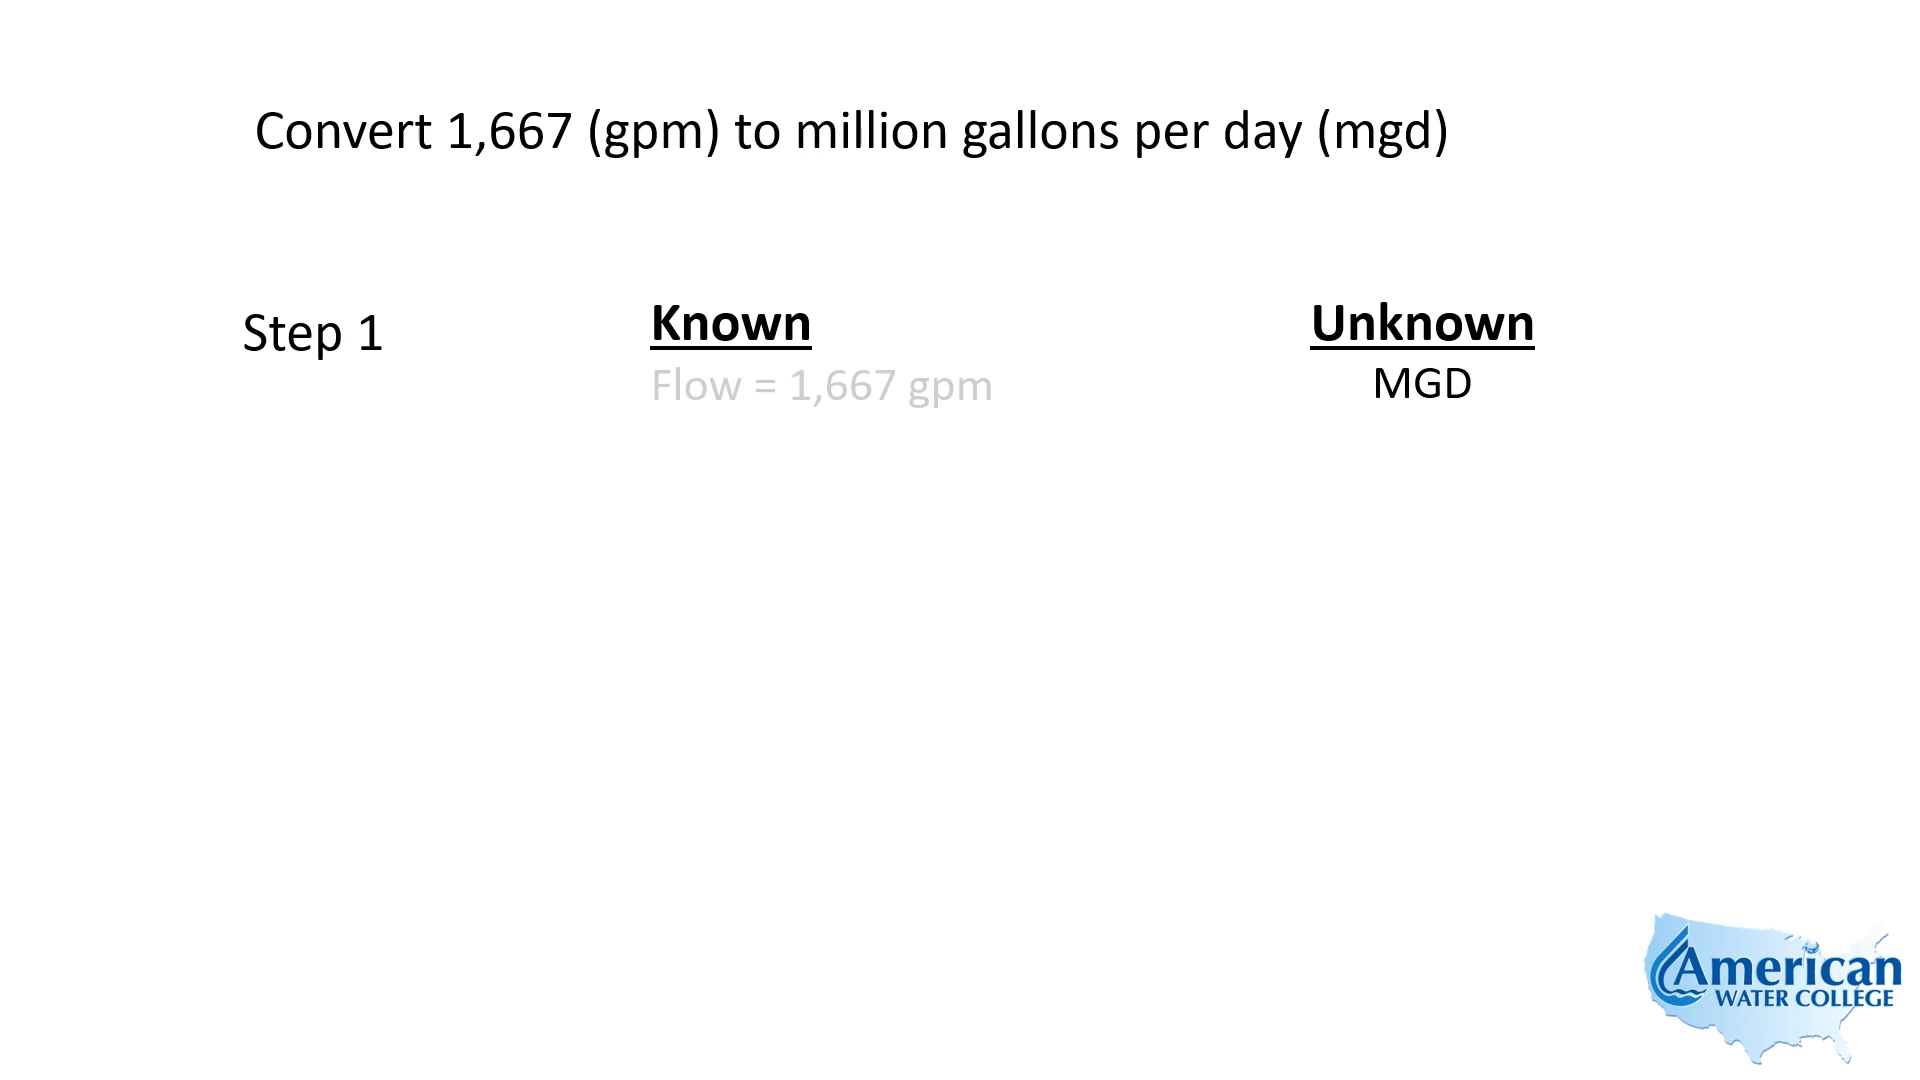 Convert 1,667 (gpm) to million gallons per day (mgd)
Step 1
Known
Unknown
Flow = 1,667 gpm
MGD
American
WATER COLLEGE